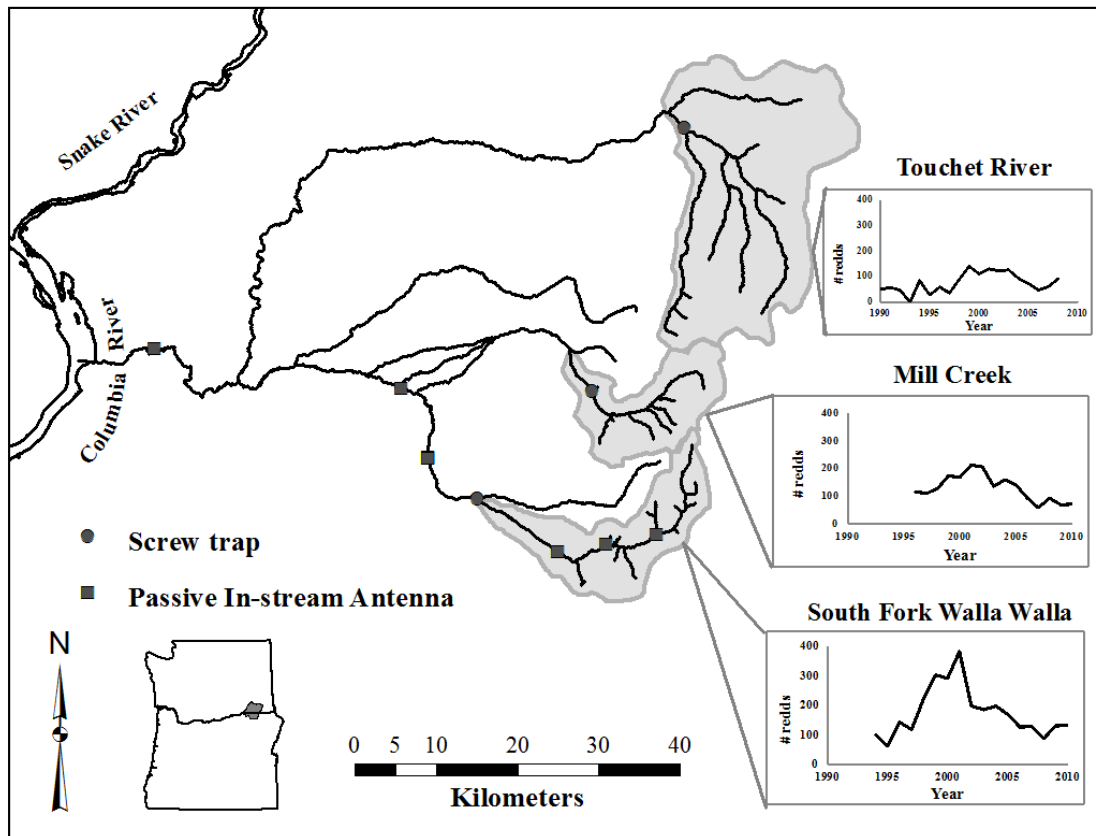 Snake River
Columbia River
Touchet River
# redds
400
300
200
100
0
1990
1995
2000
2005
2010
Year
Mill Creek
# redds
400
300
200
100
0
1990
1995
2000
2005
2010
Year
South Fork Walla Walla
# redds
400
300
200
100
0
1990
1995
2000
2005
2010
Year
Screw trap
Passive In-stream Antenna
N
0 5 10 20 30 40
Kilometers